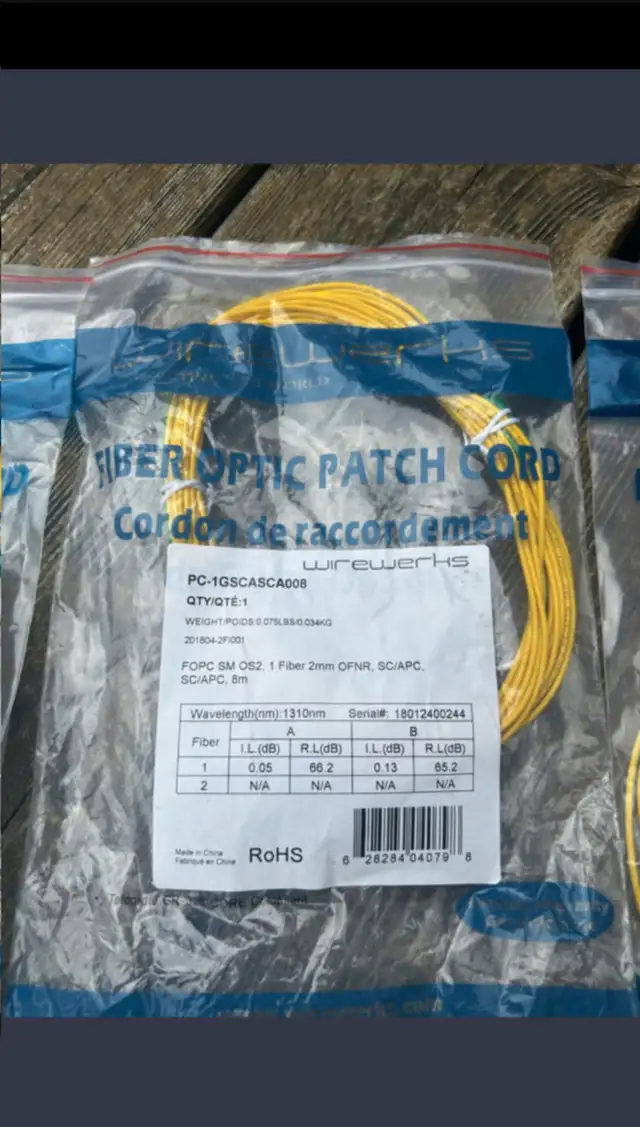 wirewerks
WORLD
FIBER OPTIC PATCH CORD
Cordon de raccordement
wirewerks
PC-1GSCASCA008
QTY/QTÉ:1
WEIGHT/POIDS:0.075LBS/0.034KG
201804-2FI001
FOPC SM OS2, 1 Fiber 2mm OFNR, SC/APC,
SC/APC, 8m
Wavelength(nm):1310nm Serial#: 18012400244
Fiber A B
I.L.(dB) R.L(dB) I.L.(dB) R.L(dB)
1 0.05 66.2 0.13 65.2
2 N/A N/A N/A N/A
Made in China
Fabriqué en China
RoHS
6 28284 04079 8